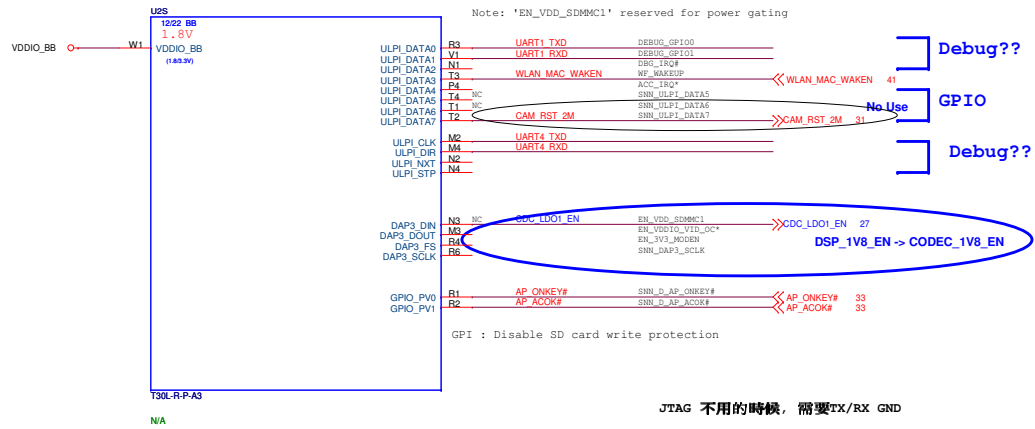 U2S
Note: 'EN_VDD_SDMMC1' reserved for power gating
12/22 BB
1.8V
VDDIO_BB W1 VDDIO_BB
(1.8/3.3V)
ULPI_DATA0 R3 UART1_TXD DEBUG_GPIO0
ULPI_DATA1 V1 UART1_RXD DEBUG_GPIO1
Debug??
ULPI_DATA2 N1 DBG_IRQ#
ULPI_DATA3 T3 WLAN_MAC_WAKEN WF_WAKEUP WLAN_MAC_WAKEN 41
ULPI_DATA4 P4 ACC_IRQ*
ULPI_DATA5 T4 NC SNN_ULPI_DATA5
GPIO
ULPI_DATA6 T1 NC SNN_ULPI_DATA6 No Use
ULPI_DATA7 T2 CAM_RST_2M SNN_ULPI_DATA7 CAM_RST_2M 31
ULPI_CLK M2 UART4_TXD
ULPI_DIR M4 UART4_RXD
Debug??
ULPI_NXT N2
ULPI_STP N4
DAP3_DIN N3 NC CDC_LDO1_EN EN_VDD_SDMMC1 CDC_LDO1_EN 27
DAP3_DOUT M3 EN_VDDIO_VID_OC*
DAP3_FS R4 EN_3V3_MODEN DSP_1V8_EN -> CODEC_1V8_EN
DAP3_SCLK R6 SNN_DAP3_SCLK
GPIO_PV0 R1 AP_ONKEY# SNN_D_AP_ONKEY# AP_ONKEY# 33
GPIO_PV1 R2 AP_ACOK# SNN_D_AP_ACOK# AP_ACOK# 33
GPI : Disable SD card write protection
T30L-R-P-A3
JTAG 不用的時候, 需要TX/RX GND
N/A